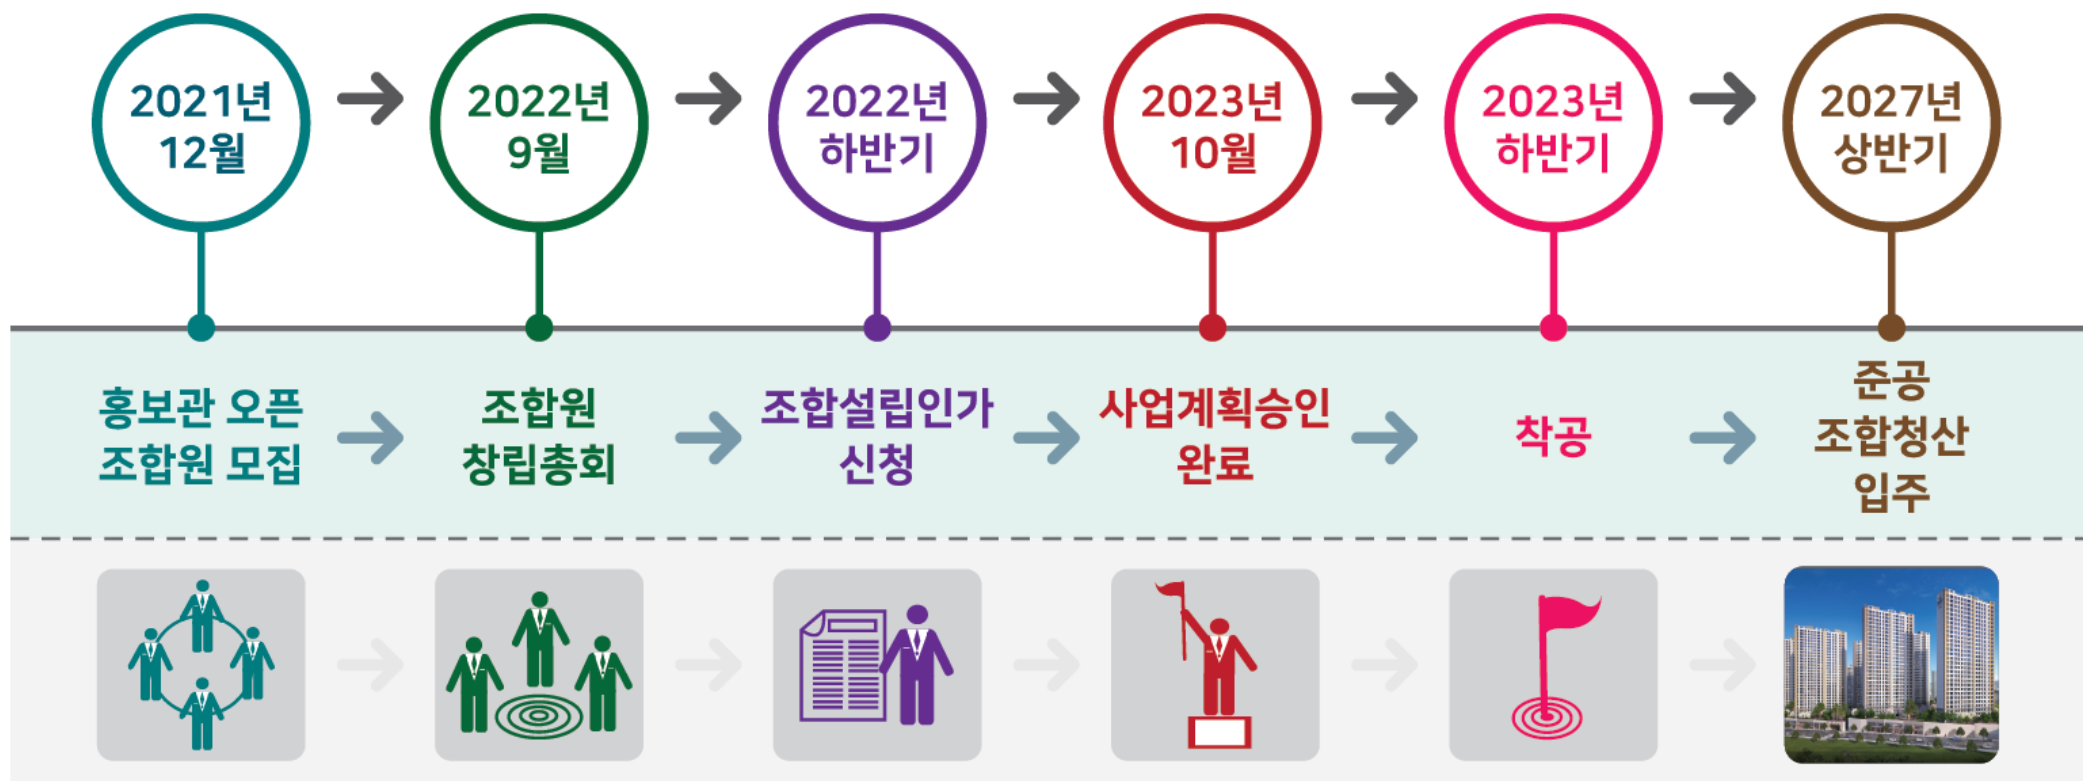 2021년
12월
2022년
9월
2022년
하반기
2023년
10월
2023년
하반기
2027년
상반기
홍보관 오픈
조합원 모집
조합원
창립총회
조합설립인가
신청
사업계획승인
완료
착공
준공
조합청산
입주